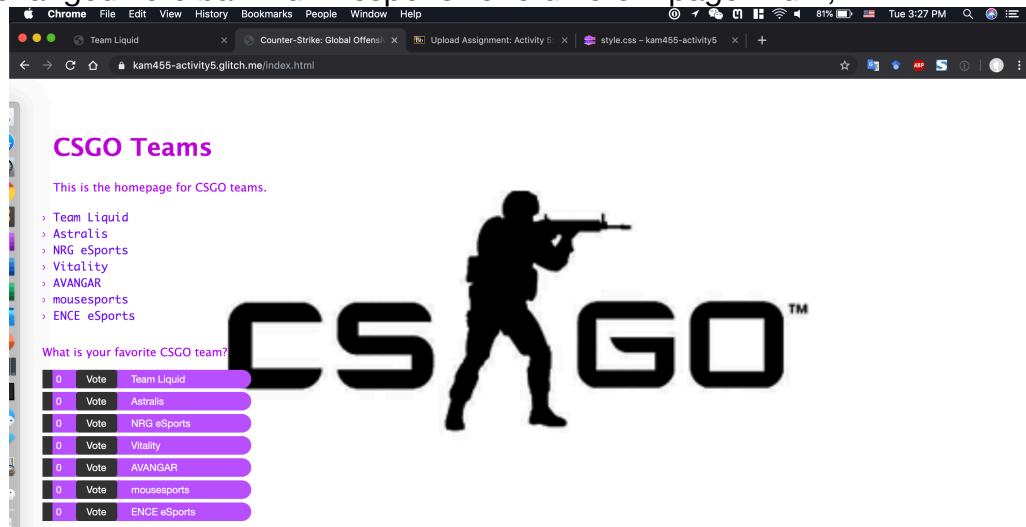 Chrome File Edit View History Bookmarks People Window Help 81% Tue 3:27 PM
Team Liquid × Counter-Strike: Global Offensiv × Upload Assignment: Activity 5 × style.css – kam455-activity5 × +
kam455-activity5.glitch.me/index.html ABP
CSGO Teams
This is the homepage for CSGO teams.
› Team Liquid
› Astralis
› NRG eSports
› Vitality
› AVANGAR
› mousesports
› ENCE eSports
CS GO ™
What is your favorite CSGO team?
0 Vote Team Liquid
0 Vote Astralis
0 Vote NRG eSports
0 Vote Vitality
0 Vote AVANGAR
0 Vote mousesports
0 Vote ENCE eSports